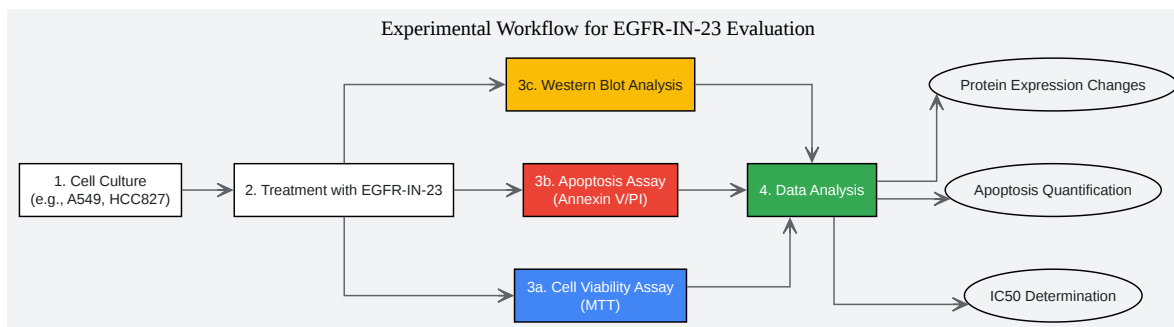 Experimental Workflow for EGFR-IN-23 Evaluation
3c. Western Blot Analysis
Protein Expression Changes
1. Cell Culture
(e.g., A549, HCC827)
2. Treatment with EGFR-IN-23
3b. Apoptosis Assay
(Annexin V/PI)
4. Data Analysis
Apoptosis Quantification
3a. Cell Viability Assay
(MTT)
IC50 Determination